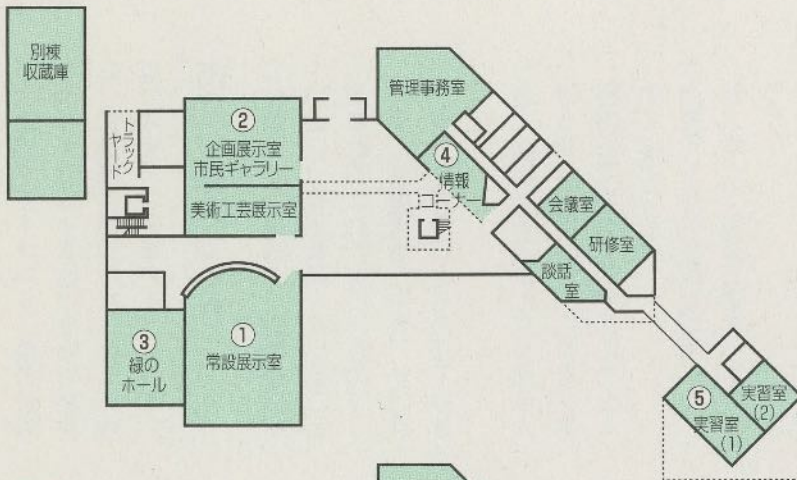 別棟
収蔵庫
トラック
ヤード
②
企画展示室
市民ギャラリー
美術工芸展示室
管理事務室
④
情報
コーナー
会議室
研修室
談話
室
①
常設展示室
③
緑の
ホール
⑤
実習室
(1)
実習室
(2)